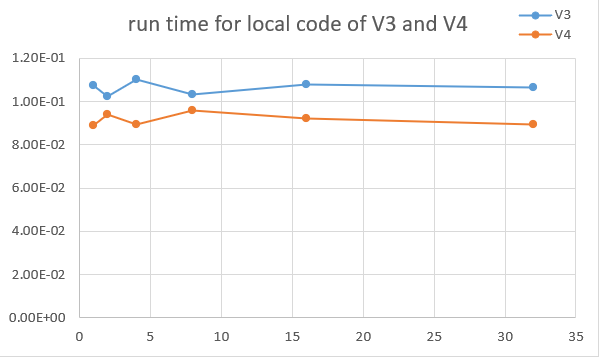 run time for local code of V3 and V4
V3
V4
1.20E-01
1.00E-01
8.00E-02
6.00E-02
4.00E-02
2.00E-02
0.00E+00
0 5 10 15 20 25 30 35